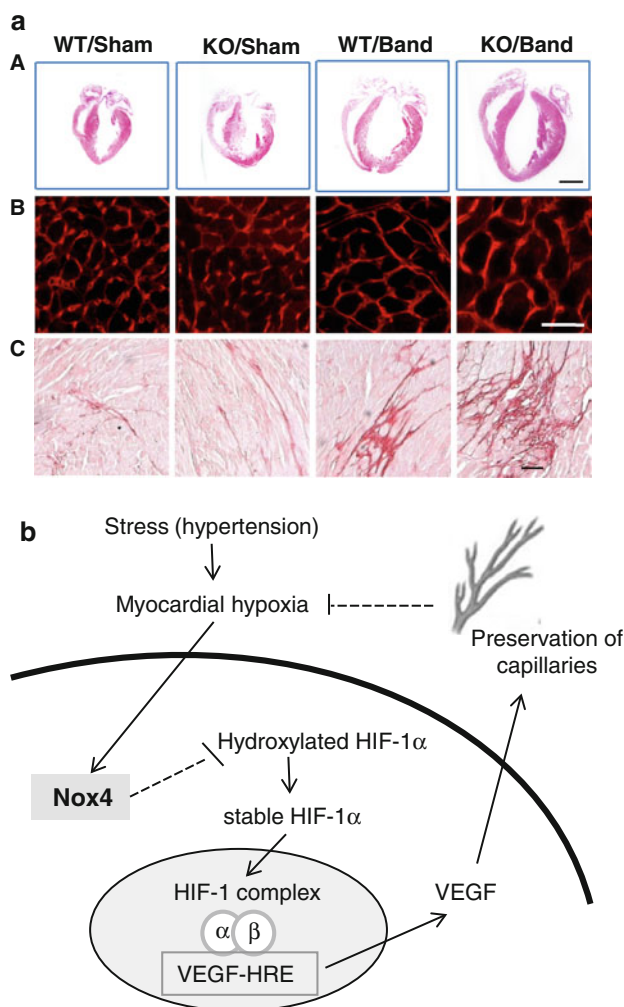 a
WT/Sham KO/Sham WT/Band KO/Band
A
B
C
b
Stress (hypertension)
Myocardial hypoxia
Preservation of
capillaries
Hydroxylated HIF-1α
Nox4
stable HIF-1α
HIF-1 complex
α β
VEGF-HRE
VEGF